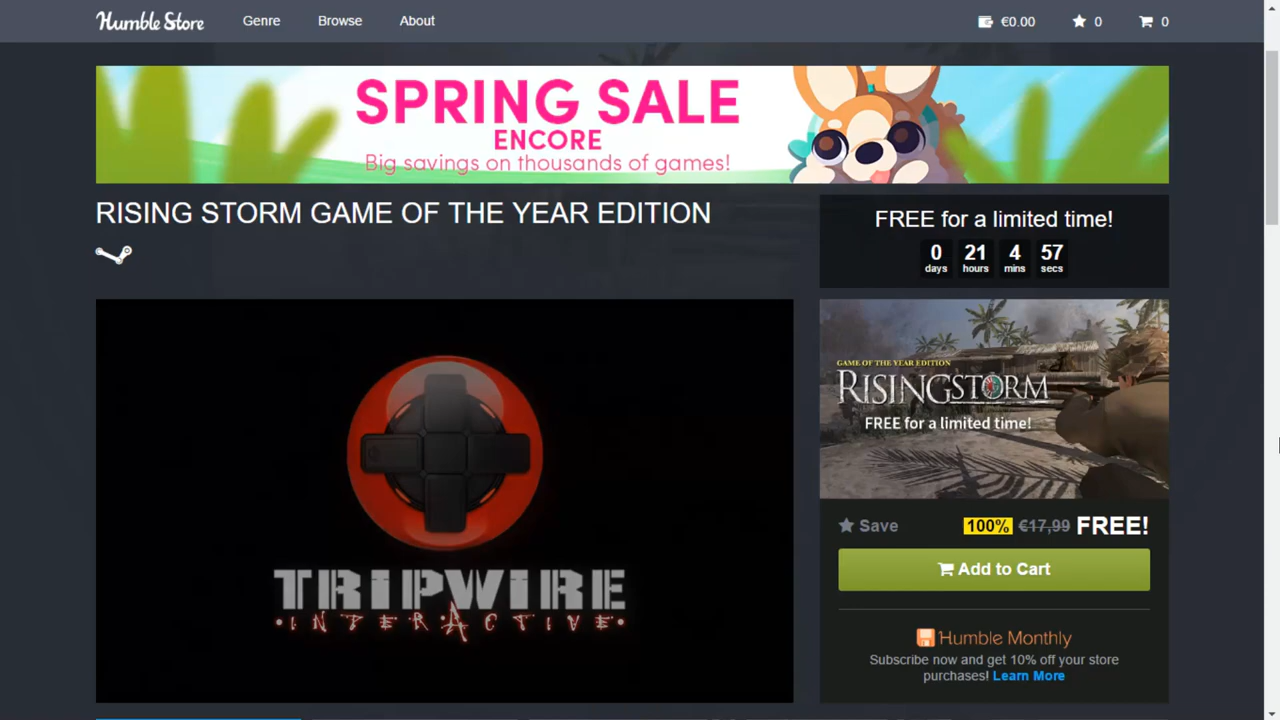 Humble Store
Genre
Browse
About
€0.00
0
0
SPRING SALE
ENCORE
Big savings on thousands of games!
RISING STORM GAME OF THE YEAR EDITION
FREE for a limited time!
0 21 4 57
days hours mins secs
TRIPWIRE
•INTERACTIVE•
GAME OF THE YEAR EDITION
RISING STORM
FREE for a limited time!
Save
100% €17,99 FREE!
Add to Cart
Humble Monthly
Subscribe now and get 10% off your store
purchases! Learn More